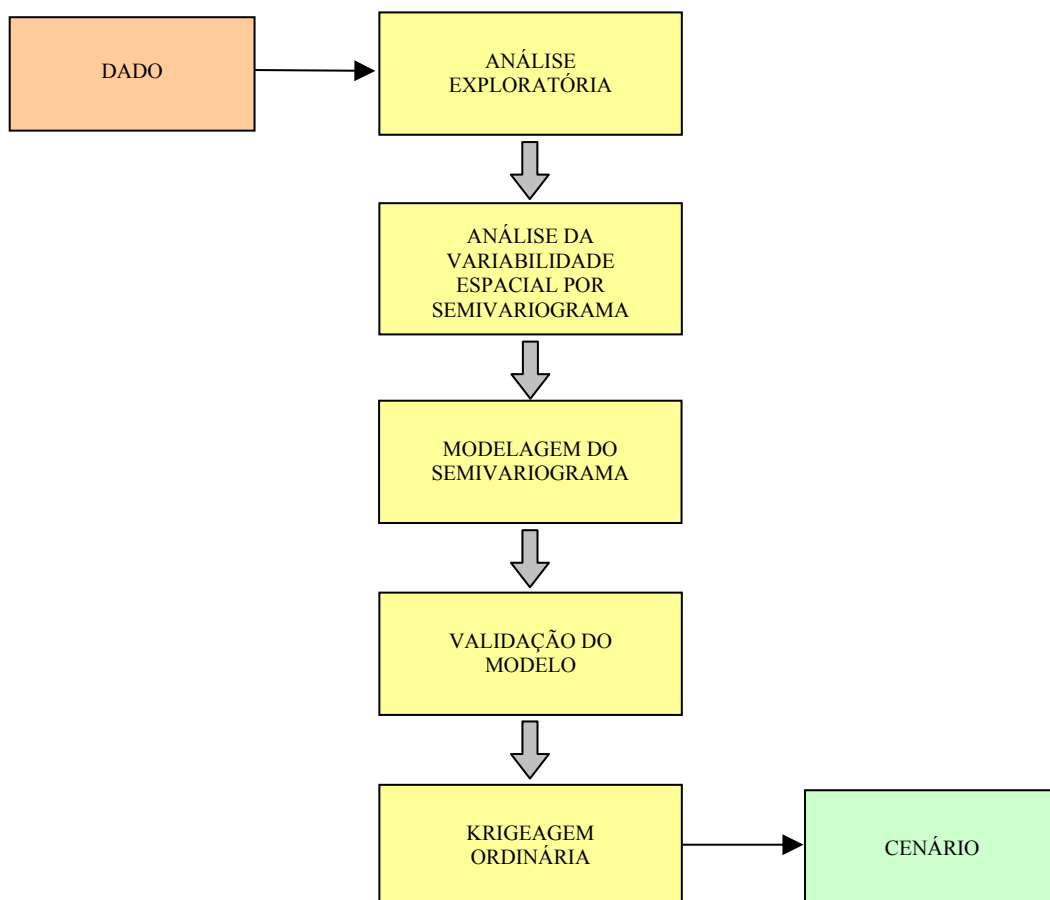 DADO
ANÁLISE
EXPLORATÓRIA
ANÁLISE DA
VARIABILIDADE
ESPACIAL POR
SEMIVARIOGRAMA
MODELAGEM DO
SEMIVARIOGRAMA
VALIDAÇÃO DO
MODELO
KRIGEAGEM
ORDINÁRIA
CENÁRIO